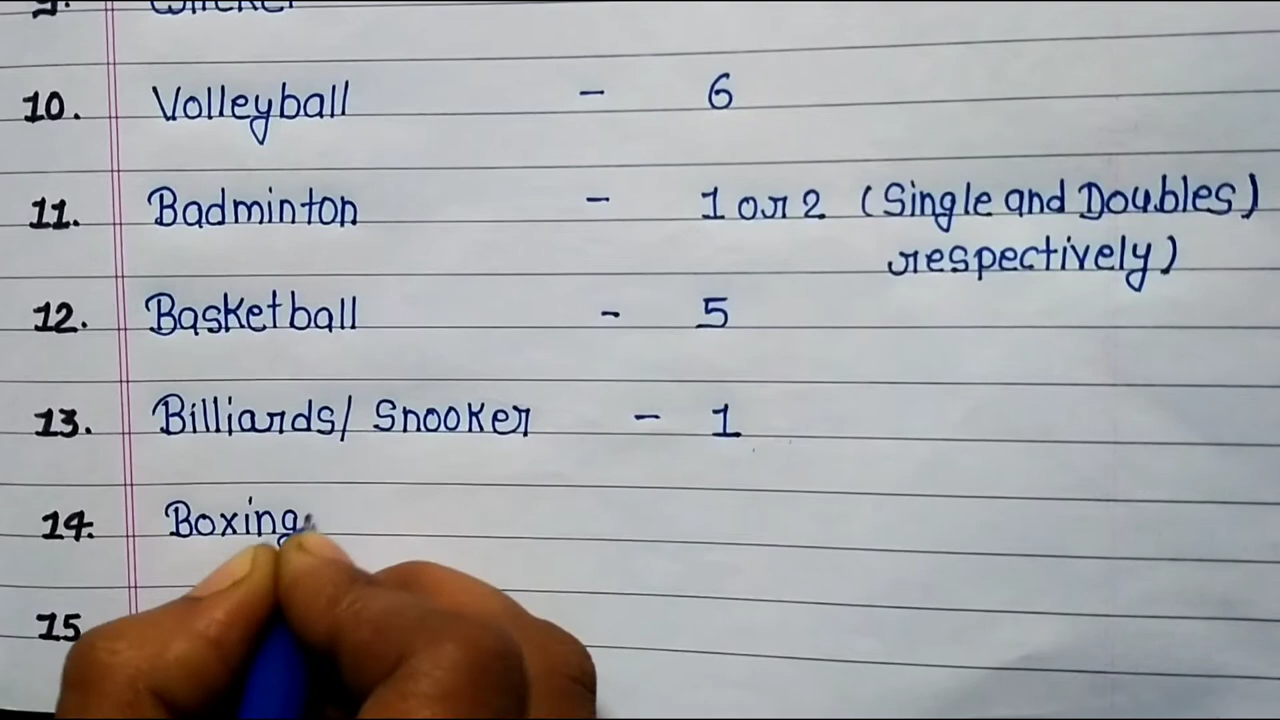 10. Volleyball - 6
11. Badminton - 1 or 2 (Single and Doubles)
respectively)
12. Basketball - 5
13. Billiards/ Snooker - 1
14. Boxing
15